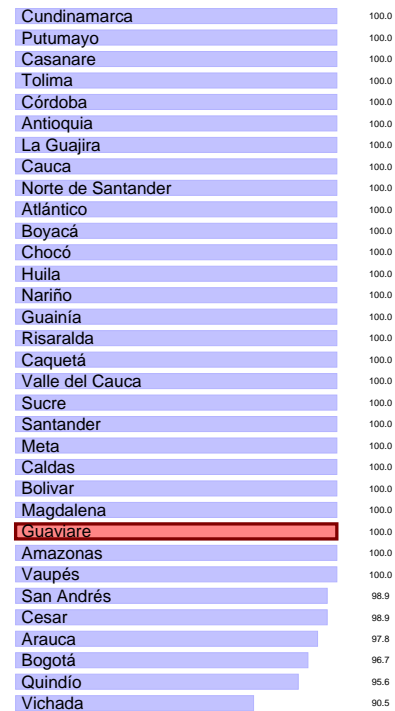 Cundinamarca 100.0
Putumayo 100.0
Casanare 100.0
Tolima 100.0
Córdoba 100.0
Antioquia 100.0
La Guajira 100.0
Cauca 100.0
Norte de Santander 100.0
Atlántico 100.0
Boyacá 100.0
Chocó 100.0
Huila 100.0
Nariño 100.0
Guainía 100.0
Risaralda 100.0
Caquetá 100.0
Valle del Cauca 100.0
Sucre 100.0
Santander 100.0
Meta 100.0
Caldas 100.0
Bolivar 100.0
Magdalena 100.0
Guaviare 100.0
Amazonas 100.0
Vaupés 100.0
San Andrés 98.9
Cesar 98.9
Arauca 97.8
Bogotá 96.7
Quindío 95.6
Vichada 90.5